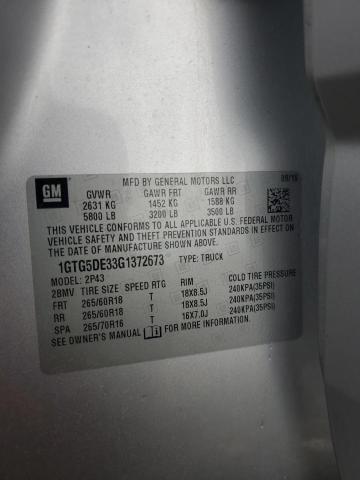 GM
MFD BY GENERAL MOTORS LLC
09/16
GVWR GAWR FRT GAWR RR
2631 KG 1452 KG 1588 KG
5800 LB 3200 LB 3500 LB
THIS VEHICLE CONFORMS TO ALL APPLICABLE U.S. FEDERAL MOTOR
VEHICLE SAFETY AND THEFT PREVENTION STANDARDS IN EFFECT ON
THE DATE OF MANUFACTURE SHOWN ABOVE.
1GTG5DE33G1372673 TYPE: TRUCK
MODEL: 2P43
2BMV TIRE SIZE SPEED RTG RIM COLD TIRE PRESSURE
FRT 265/60R18 T 18X8.5J 240KPA(35PSI)
RR 265/60R18 T 18X8.5J 240KPA(35PSI)
SPA 265/70R16 T 16X7.0J 240KPA(35PSI)
SEE OWNER'S MANUAL FOR MORE INFORMATION